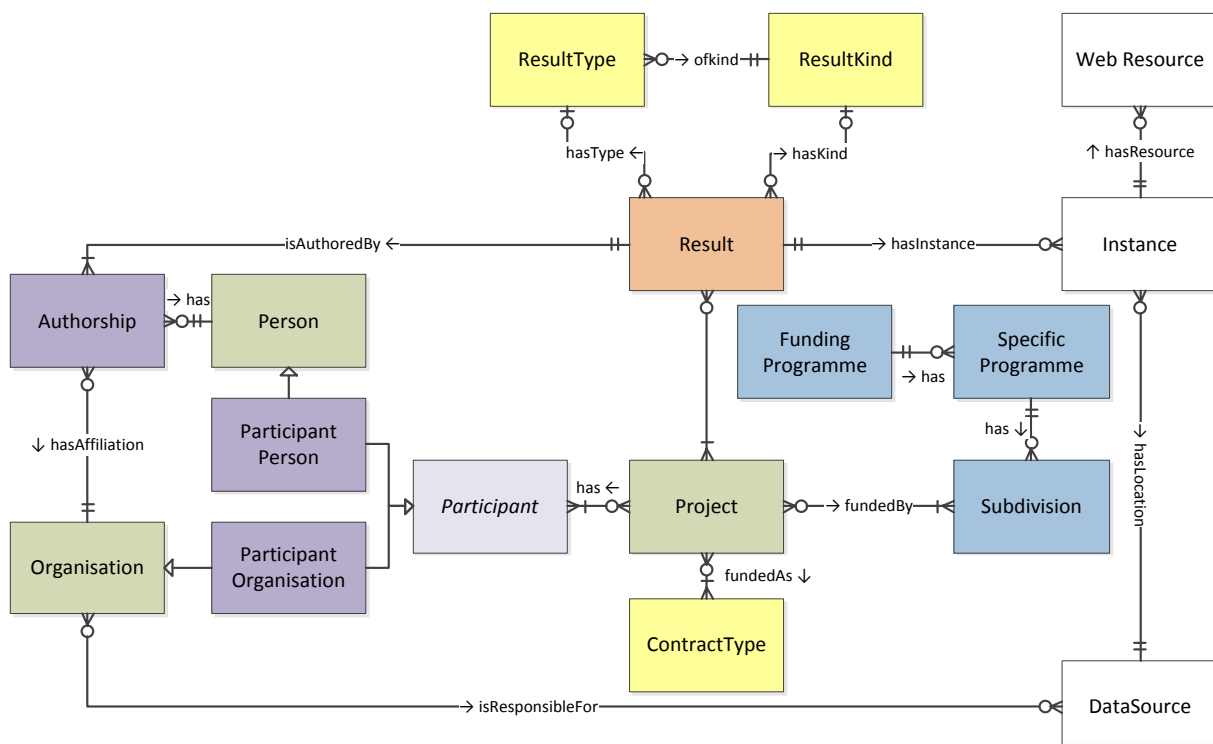 ResultType
→ ofkind
ResultKind
Web Resource
hasType ←
→ hasKind
↑ hasResource
isAuthoredBy ←
Result
→ hasInstance
Instance
Authorship
→ has
Person
Funding
Programme
→ has
Specific
Programme
has ↓
↓ hasAffiliation
Participant
Person
↓ hasLocation
Participant
has ←
Project
→ fundedBy
Subdivision
Organisation
Participant
Organisation
fundedAs ↓
ContractType
→ isResponsibleFor
DataSource